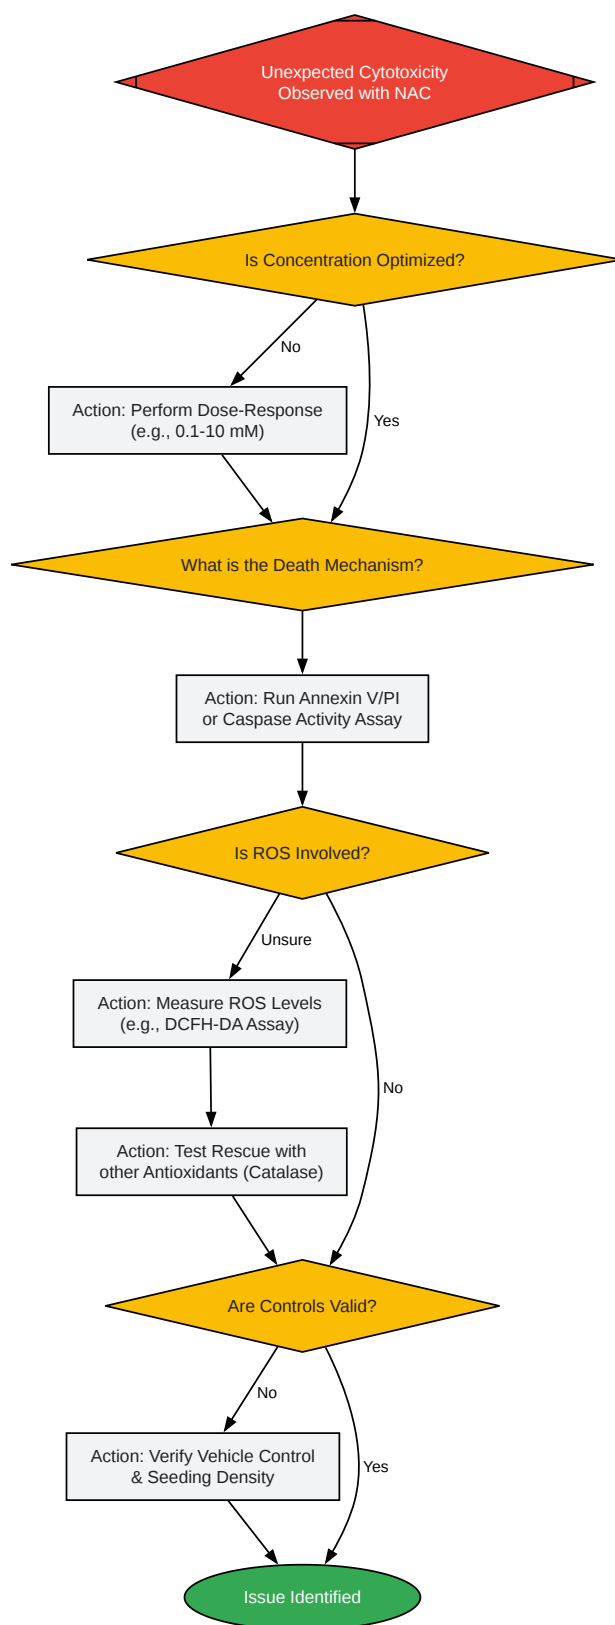 Unexpected Cytotoxicity
Observed with NAC
Is Concentration Optimized?
No
Action: Perform Dose-Response
(e.g., 0.1-10 mM)
Yes
What is the Death Mechanism?
Action: Run Annexin V/PI
or Caspase Activity Assay
Is ROS Involved?
Unsure
Action: Measure ROS Levels
(e.g., DCFH-DA Assay)
No
Action: Test Rescue with
other Antioxidants (Catalase)
Are Controls Valid?
No
Action: Verify Vehicle Control
& Seeding Density
Yes
Issue Identified